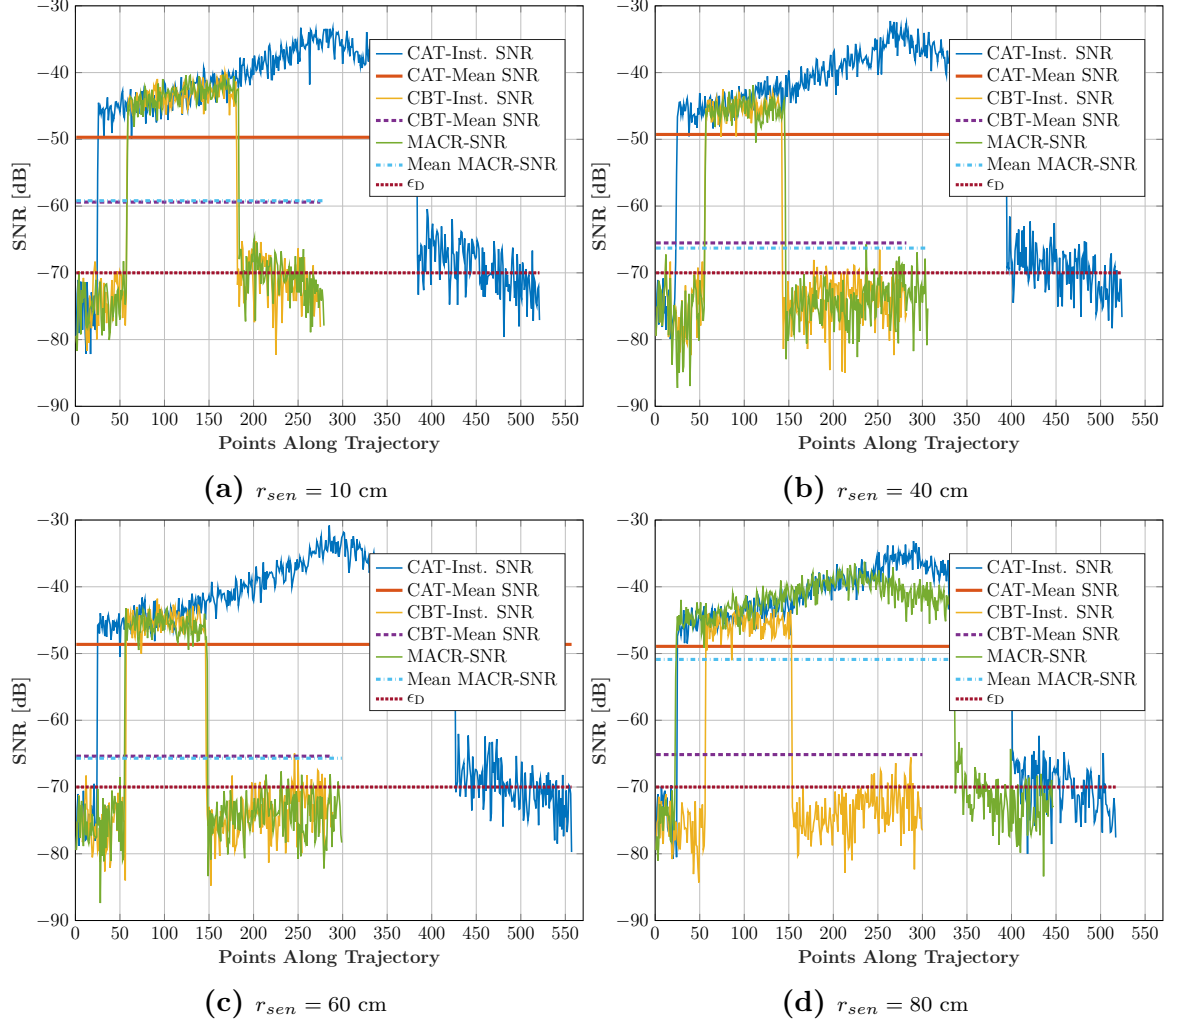 −30
−40
−50
−60
−70
−80
−90
SNR [dB]
0 50 100 150 200 250 300 350 400 450 500 550
Points Along Trajectory
CAT-Inst. SNR
CAT-Mean SNR
CBT-Inst. SNR
CBT-Mean SNR
MACR-SNR
Mean MACR-SNR
ϵD
(a) rsen = 10 cm
−30
−40
−50
−60
−70
−80
−90
SNR [dB]
0 50 100 150 200 250 300 350 400 450 500 550
Points Along Trajectory
CAT-Inst. SNR
CAT-Mean SNR
CBT-Inst. SNR
CBT-Mean SNR
MACR-SNR
Mean MACR-SNR
ϵD
(b) rsen = 40 cm
−30
−40
−50
−60
−70
−80
−90
SNR [dB]
0 50 100 150 200 250 300 350 400 450 500 550
Points Along Trajectory
CAT-Inst. SNR
CAT-Mean SNR
CBT-Inst. SNR
CBT-Mean SNR
MACR-SNR
Mean MACR-SNR
ϵD
(c) rsen = 60 cm
−30
−40
−50
−60
−70
−80
−90
SNR [dB]
0 50 100 150 200 250 300 350 400 450 500 550
Points Along Trajectory
CAT-Inst. SNR
CAT-Mean SNR
CBT-Inst. SNR
CBT-Mean SNR
MACR-SNR
Mean MACR-SNR
ϵD
(d) rsen = 80 cm